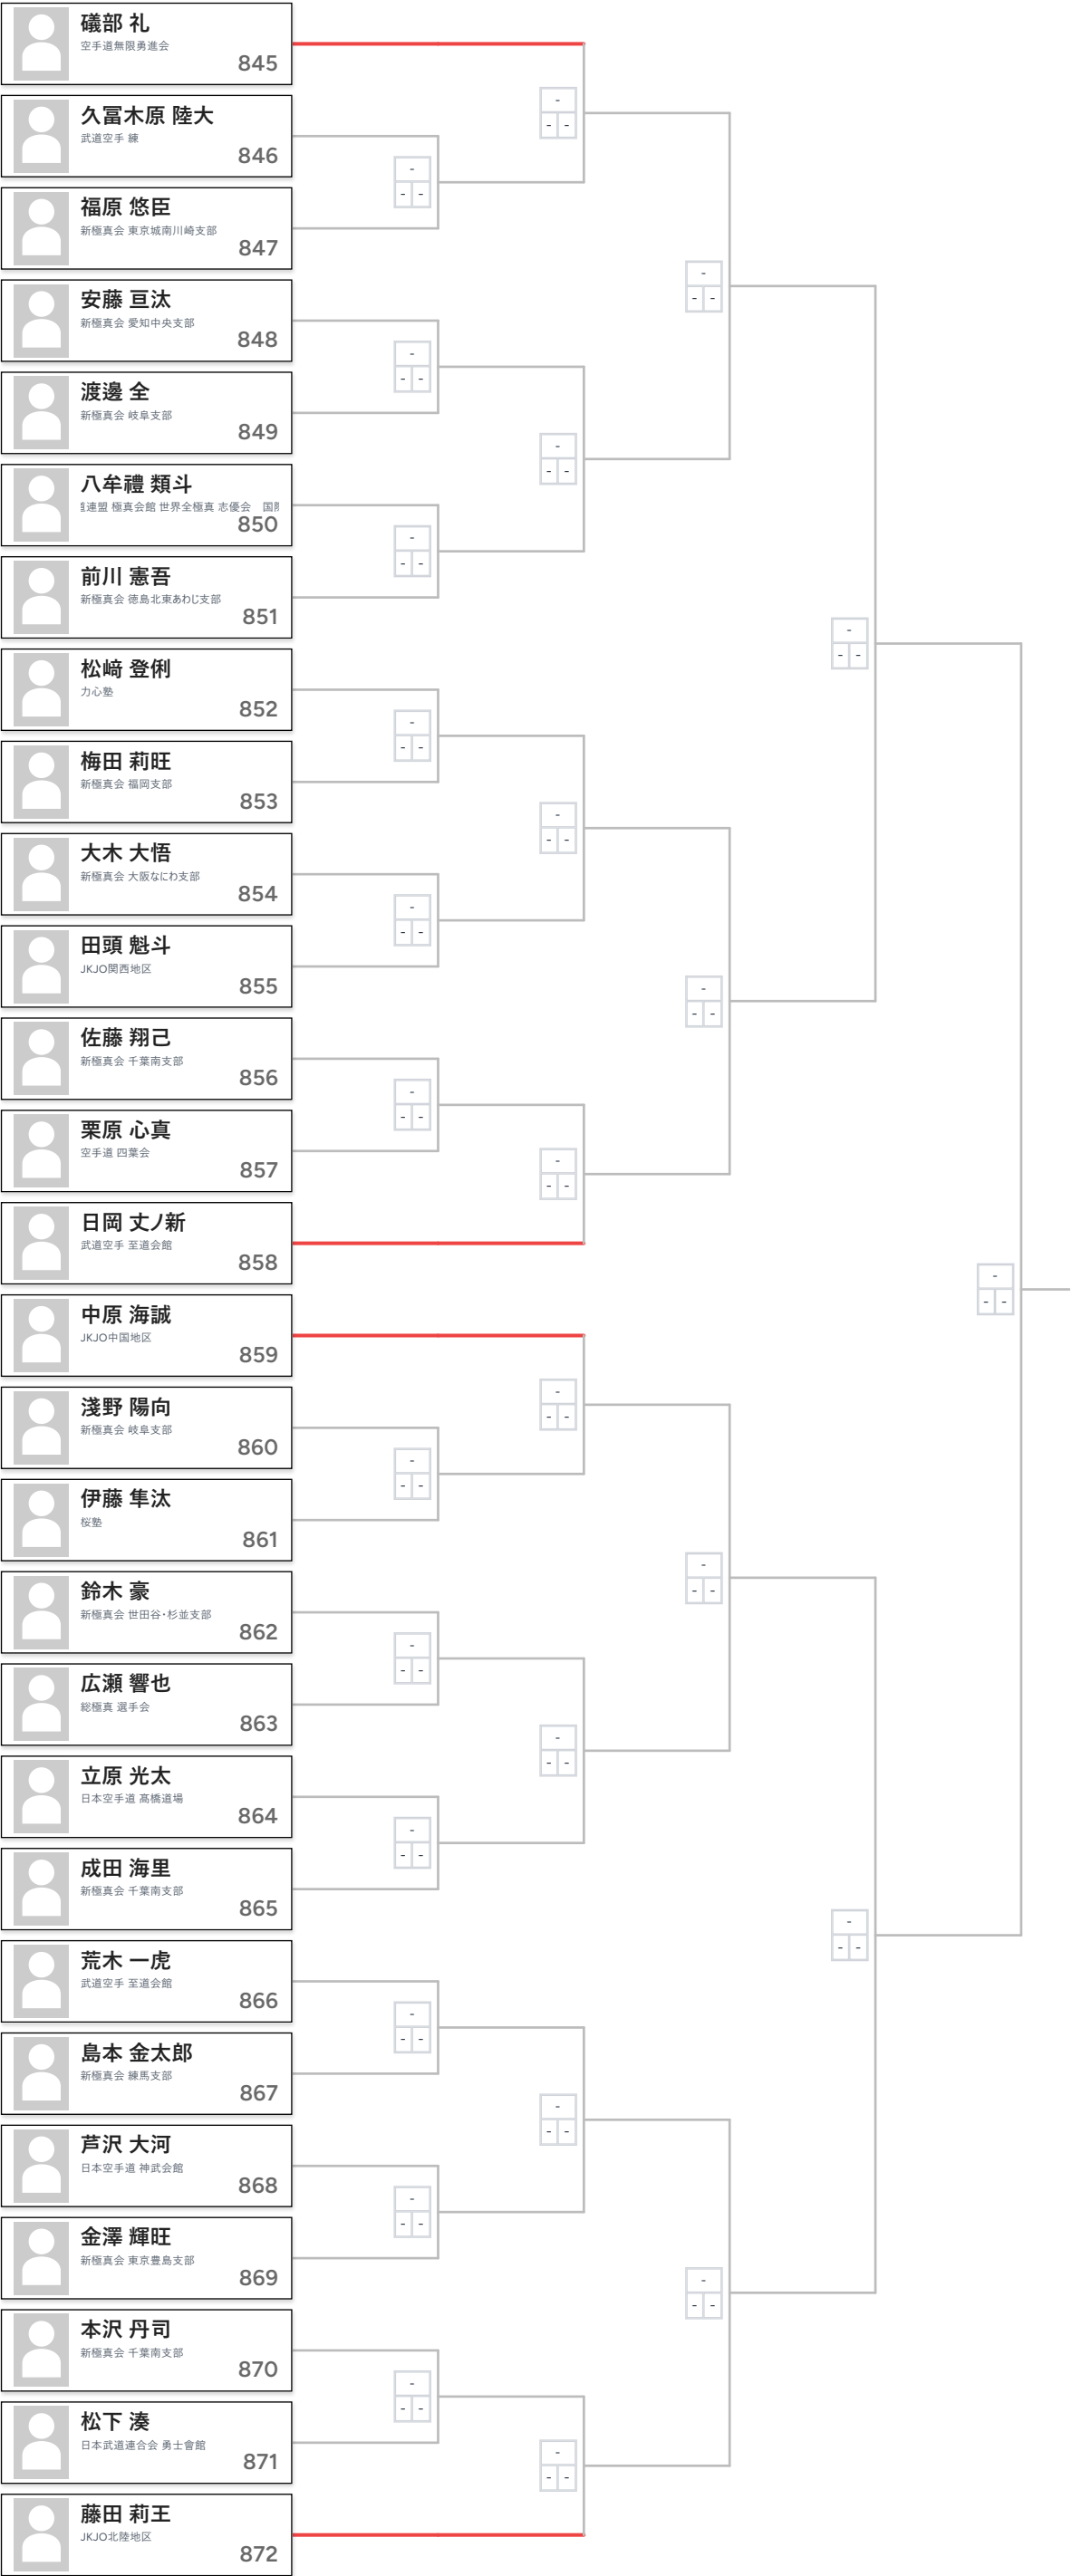 礒部 礼
空手道無限勇進会
845
久冨木原 陸大
武道空手 練
846
福原 悠臣
新極真会 東京城南川崎支部
847
安藤 亘汰
新極真会 愛知中央支部
848
渡邊 全
新極真会 岐阜支部
849
八牟禮 類斗
連盟 極真会館 世界全極真 志優会 国際
850
前川 憲吾
新極真会 徳島北東あわじ支部
851
松﨑 登俐
力心塾
852
梅田 莉旺
新極真会 福岡支部
853
大木 大悟
新極真会 大阪なにわ支部
854
田頭 魁斗
JKJO関西地区
855
佐藤 翔己
新極真会 千葉南支部
856
栗原 心真
空手道 四葉会
857
日岡 丈ノ新
武道空手 至道会館
858
中原 海誠
JKJO中国地区
859
淺野 陽向
新極真会 岐阜支部
860
伊藤 隼汰
桜塾
861
鈴木 豪
新極真会 世田谷・杉並支部
862
広瀬 響也
総極真 選手会
863
立原 光太
日本空手道 髙橋道場
864
成田 海里
新極真会 千葉南支部
865
荒木 一虎
武道空手 至道会館
866
島本 金太郎
新極真会 練馬支部
867
芦沢 大河
日本空手道 神武会館
868
金澤 輝旺
新極真会 東京豊島支部
869
本沢 丹司
新極真会 千葉南支部
870
松下 湊
日本武道連合会 勇士會館
871
藤田 莉王
JKJO北陸地区
872